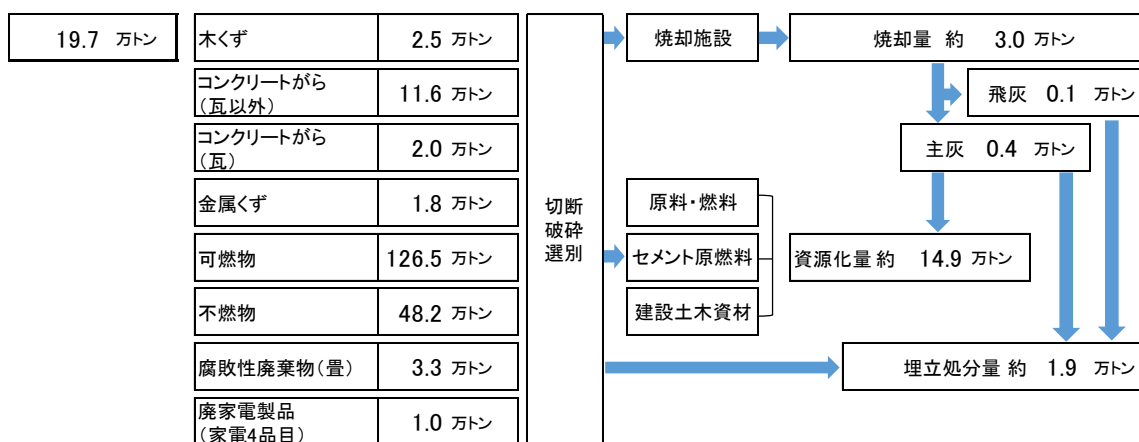 19.7 万トン
木くず 2.5 万トン
コンクリートがら
(瓦以外) 11.6 万トン
コンクリートがら
(瓦) 2.0 万トン
金属くず 1.8 万トン
可燃物 126.5 万トン
不燃物 48.2 万トン
腐敗性廃棄物(畳) 3.3 万トン
廃家電製品
(家電4品目) 1.0 万トン
切断
破砕
選別
焼却施設
焼却量 約 3.0 万トン
飛灰 0.1 万トン
主灰 0.4 万トン
原料・燃料
セメント原燃料
建設土木資材
資源化量 約 14.9 万トン
埋立処分量 約 1.9 万トン